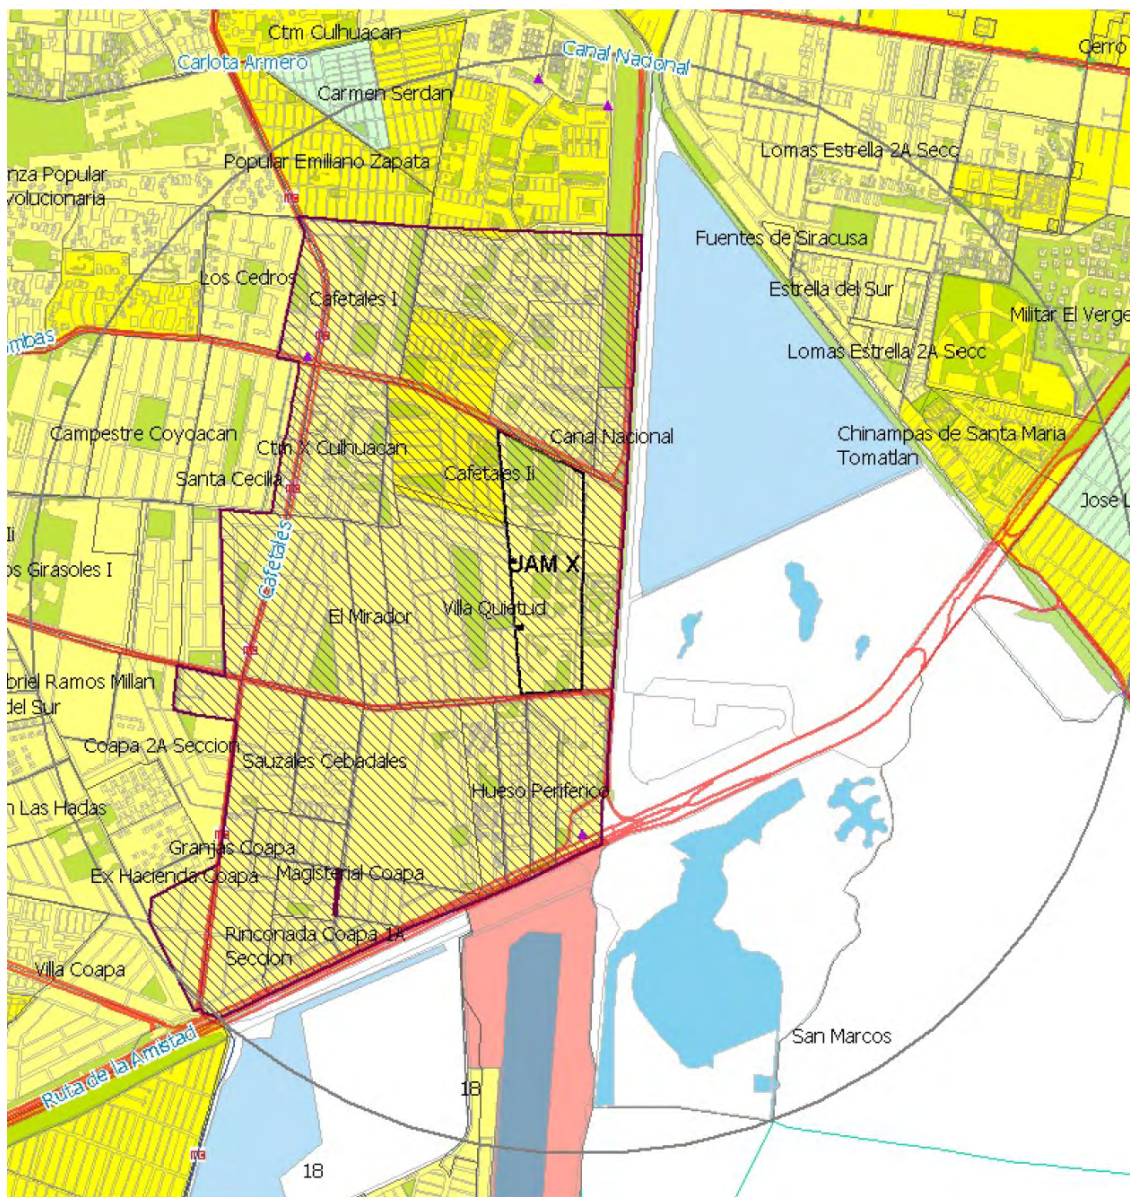 Ctm Culhuacan
Canal Nacional
Cerro
Carlota Armero
Carmen Serdan
Lomas Estrella 2A Secc
Popular Emiliano Zapata
nza Popular
volucionaria
Fuentes de Siracusa
Los Cedros
Cafetales I
Estrella del Sur
Militar El Verge
ombas
Lomas Estrella 2A Secc
Campestre Coyoacan
Ctm X Culhuacan
Canal Nacional
Chinampas de Santa Maria
Tomatlan
Cafetales Ii
Santa Cecilia
Jose L
II
Cafetales
os Girasoles I
UAM X
El Mirador
Villa Quietud
briel Ramos Millan
del Sur
Coapa 2A Seccion
Sauzales Cebadales
Hueso Periferico
n Las Hadas
Granjas Coapa
Ex Hacienda Coapa
Magisterial Coapa
Rinconada Coapa 1A
Seccion
Villa Coapa
San Marcos
Ruta de la Amistad
18
18